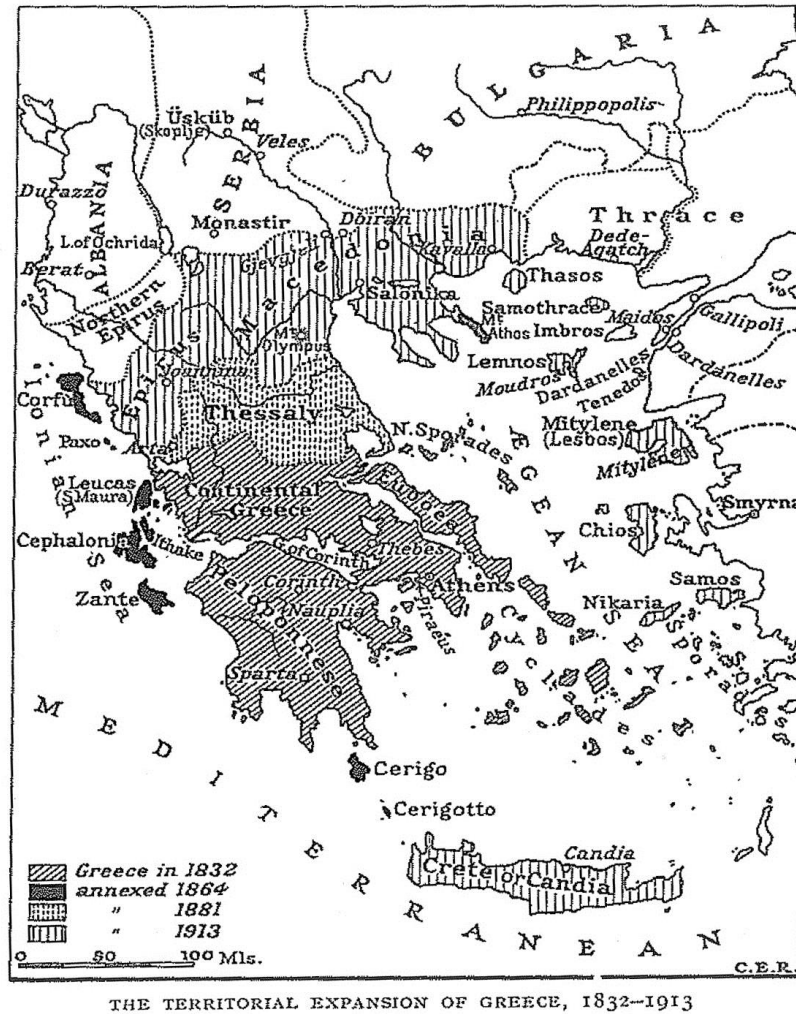 BULGARIA
Philippopolis
Üsküb
(Skoplje)
Veles
SERBIA
ALBANIA
Durazzo
Monastir
Doiran
Thrace
L. of Ochrida
Gjevgjeli
Macedonia
Kavalla
Dede-
Agatch
Berat
Northern
Epirus
Salonika
Thasos
Samothrace
Maidos
Gallipoli
Mt
Athos
Imbros
Mt
Olympus
Epirus
Joannina
Lemnos
Moudros
Dardanelles
Dardanelles
Tenedos
Corfu
Thessaly
Ionian Sea
Paxo
Arta
N. Sporades
ÆGEAN SEA
Mitylene
(Lesbos)
Mitylene
Leucas
(S. Maura)
Continental
Greece
Euboea
Smyrna
Chios
Cephalonia
Ithake
G. of Corinth
Thebes
Athens
Samos
Zante
Peloponnese
Corinth
Piraeus
Nikaria
Nauplia
Cyclades
S. Sporades
Sparta
MEDITERRANEAN
Cerigo
Cerigotto
Candia
Crete or Candia
Greece in 1832
annexed 1864
" 1881
" 1913
0 50 100 Mls.
C.E.R.
THE TERRITORIAL EXPANSION OF GREECE, 1832–1913